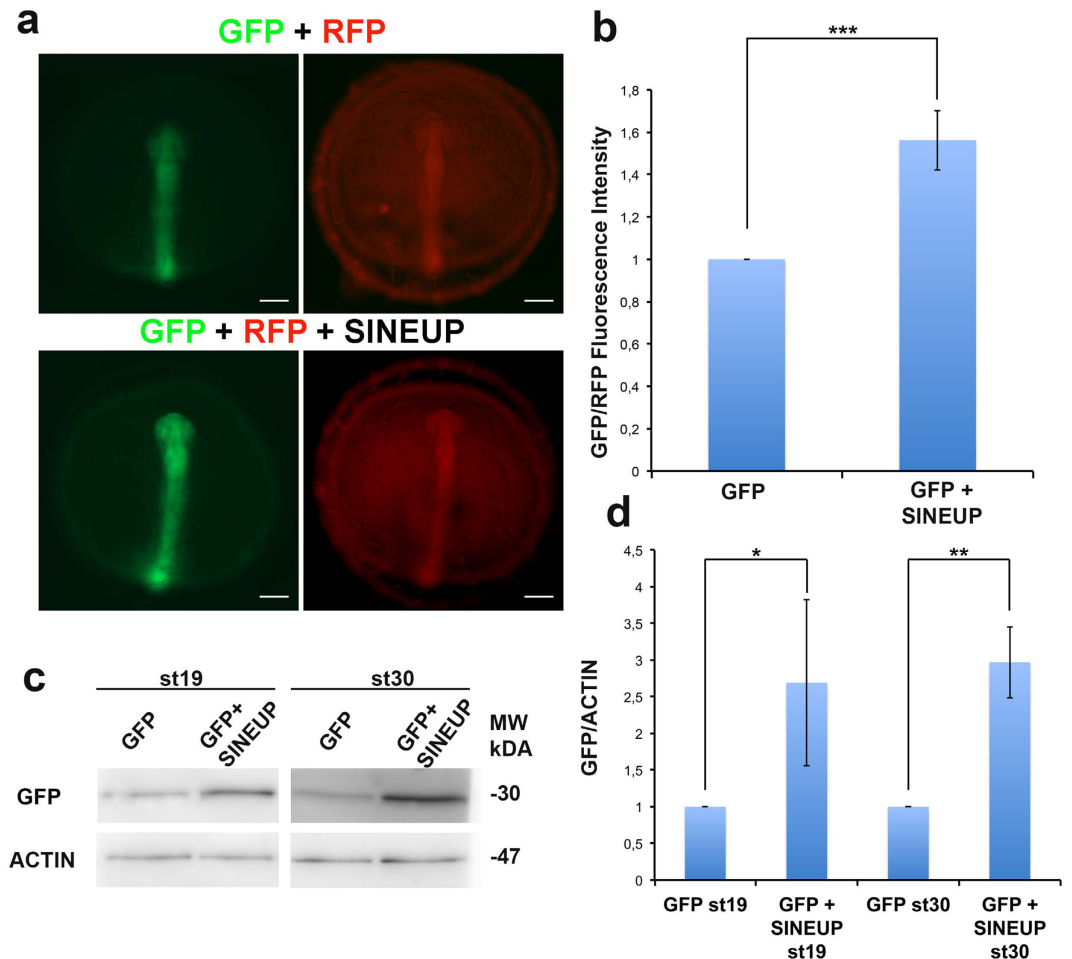 a
GFP + RFP
GFP + RFP + SINEUP
b
***
GFP/RFP Fluorescence Intensity
1,8
1,6
1,4
1,2
1
0,8
0,6
0,4
0,2
0
GFP
GFP +
SINEUP
c
st19
st30
GFP
GFP+
SINEUP
GFP
GFP+
SINEUP
MW
kDA
GFP
-30
ACTIN
-47
d
*
**
GFP/ACTIN
4,5
4
3,5
3
2,5
2
1,5
1
0,5
0
GFP st19
GFP +
SINEUP
st19
GFP st30
GFP +
SINEUP
st30